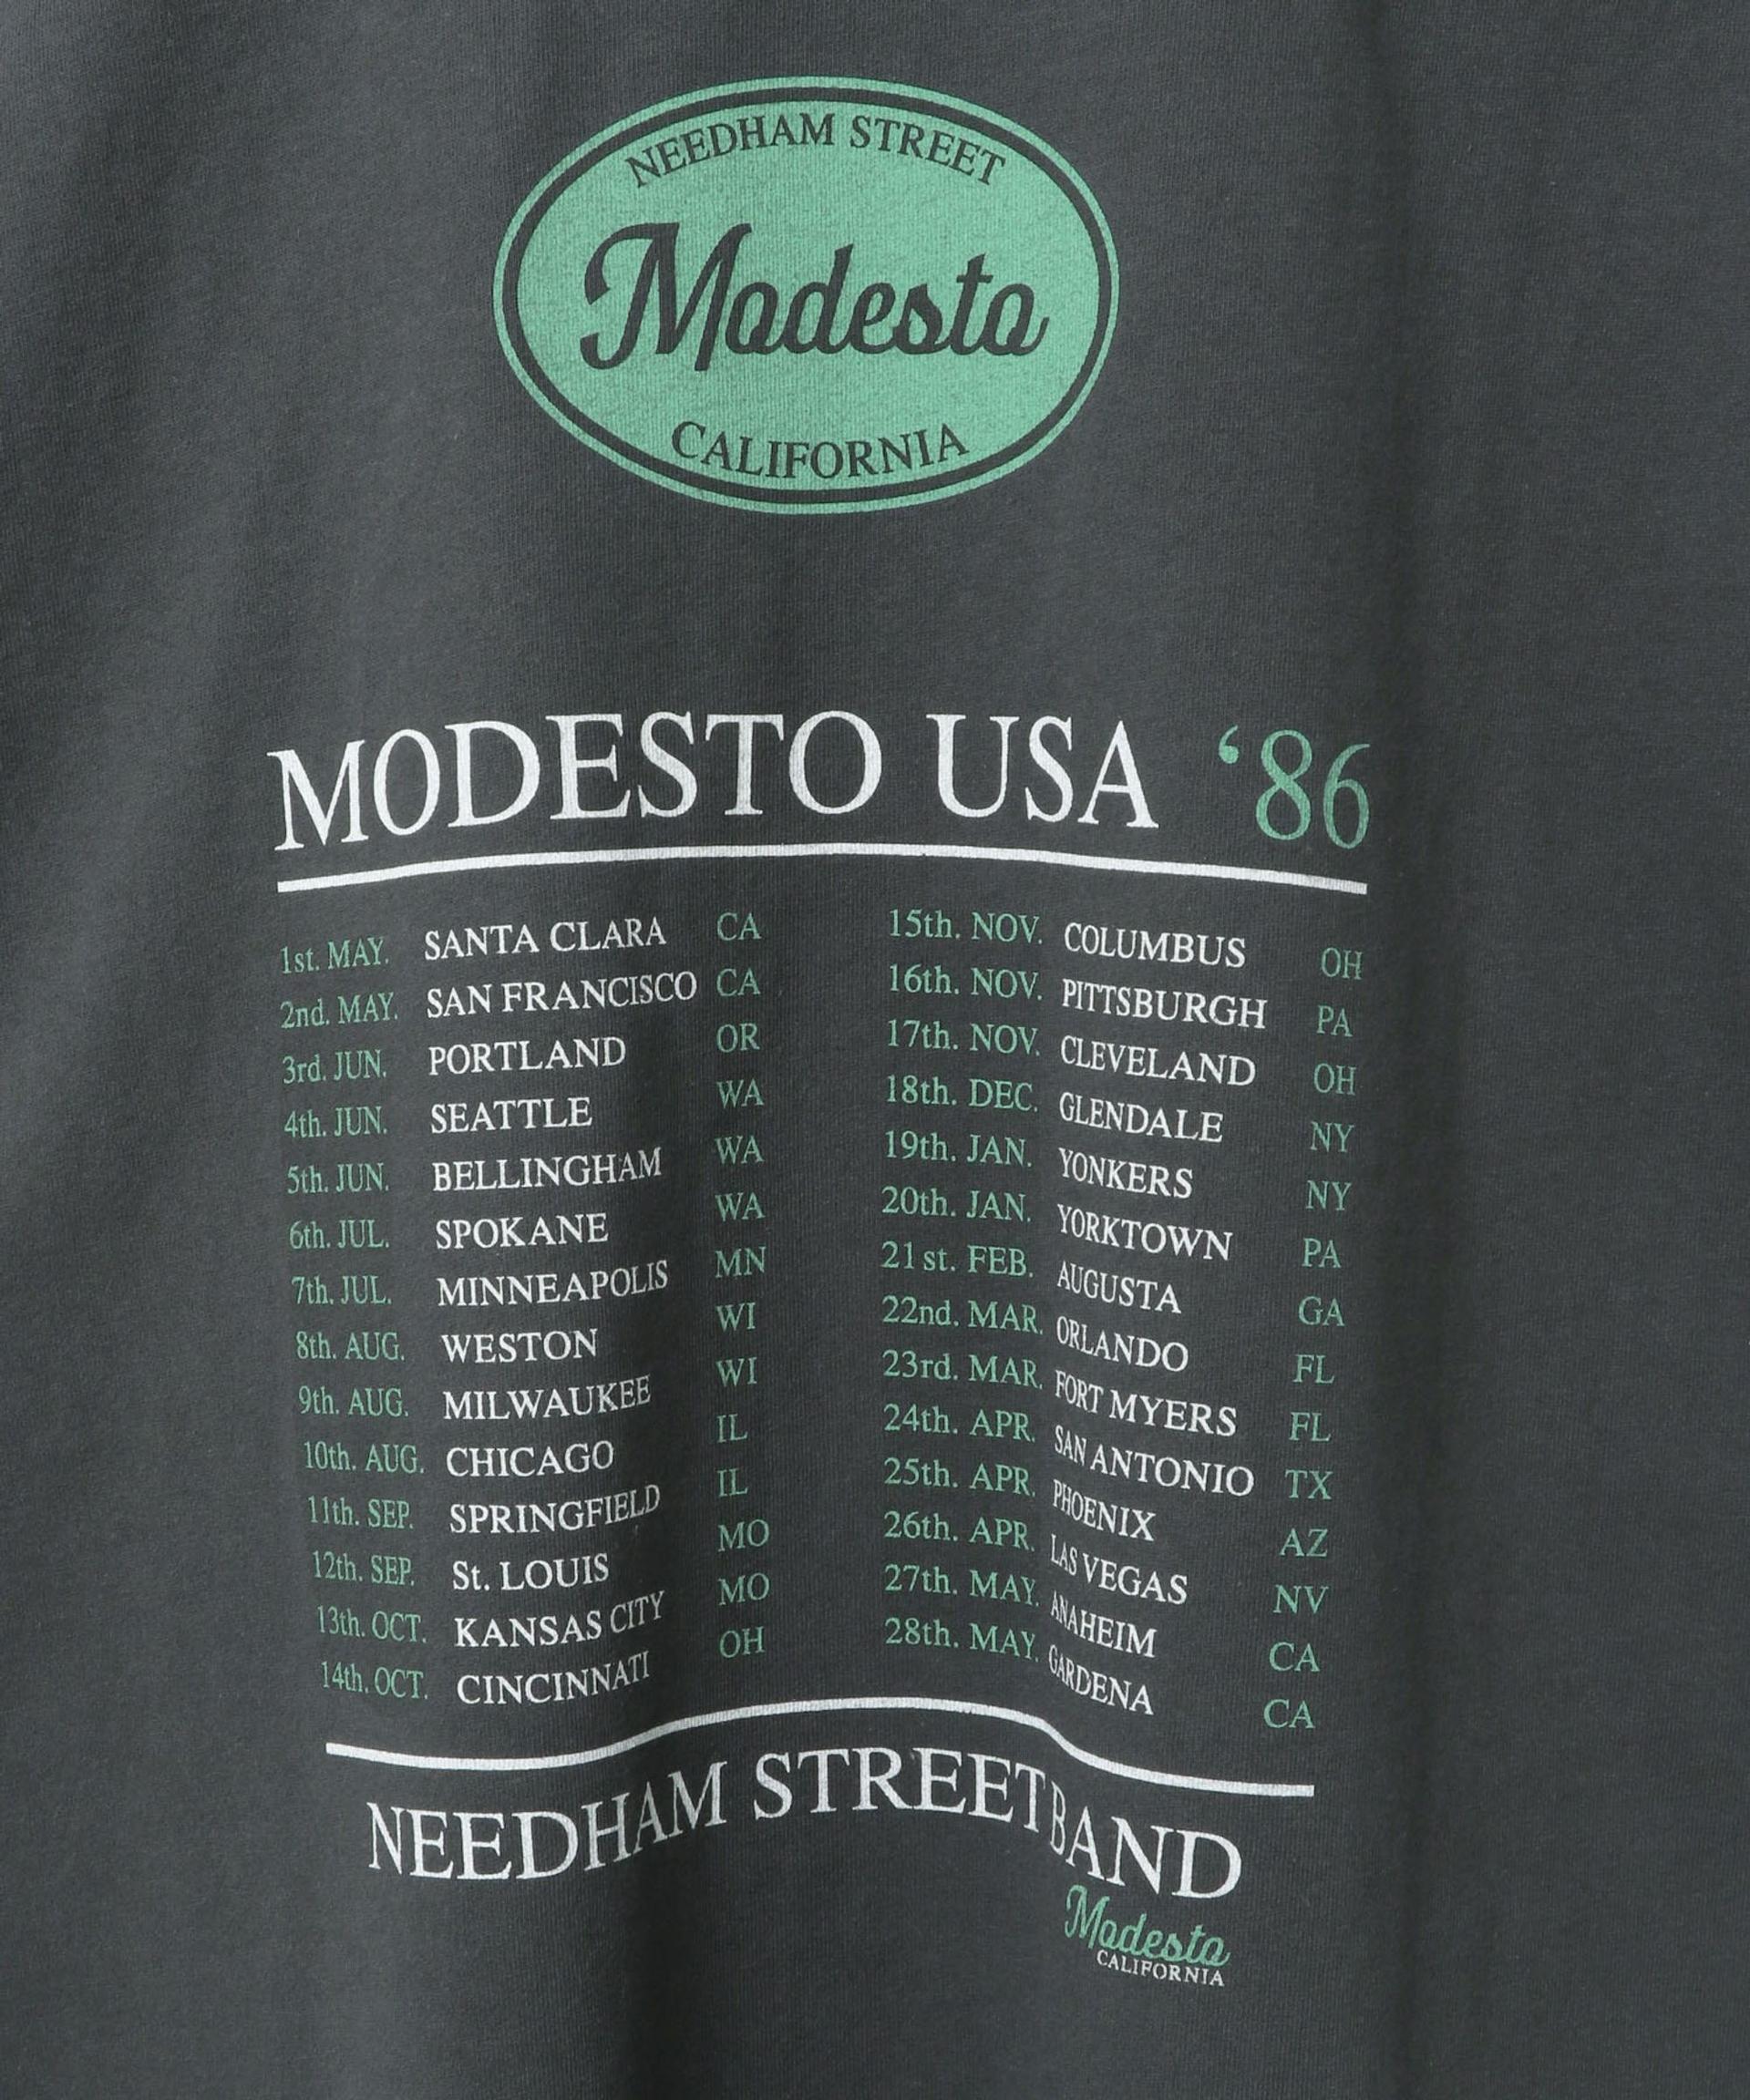 NEEDHAM STREET
Modesto
CALIFORNIA
MODESTO USA ‘86
1st. MAY. SANTA CLARA CA
2nd. MAY. SAN FRANCISCO CA
3rd. JUN. PORTLAND OR
4th. JUN. SEATTLE WA
5th. JUN. BELLINGHAM WA
6th. JUL. SPOKANE WA
7th. JUL. MINNEAPOLIS MN
8th. AUG. WESTON WI
9th. AUG. MILWAUKEE WI
10th. AUG. CHICAGO IL
11th. SEP. SPRINGFIELD IL
12th. SEP. St. LOUIS MO
13th. OCT. KANSAS CITY MO
14th. OCT. CINCINNATI OH
15th. NOV. COLUMBUS OH
16th. NOV. PITTSBURGH PA
17th. NOV. CLEVELAND OH
18th. DEC. GLENDALE NY
19th. JAN. YONKERS NY
20th. JAN. YORKTOWN PA
21st. FEB. AUGUSTA GA
22nd. MAR. ORLANDO FL
23rd. MAR. FORT MYERS FL
24th. APR. SAN ANTONIO TX
25th. APR. PHOENIX AZ
26th. APR. LAS VEGAS NV
27th. MAY. ANAHEIM CA
28th. MAY. GARDENA CA
NEEDHAM STREET BAND
Modesto
CALIFORNIA